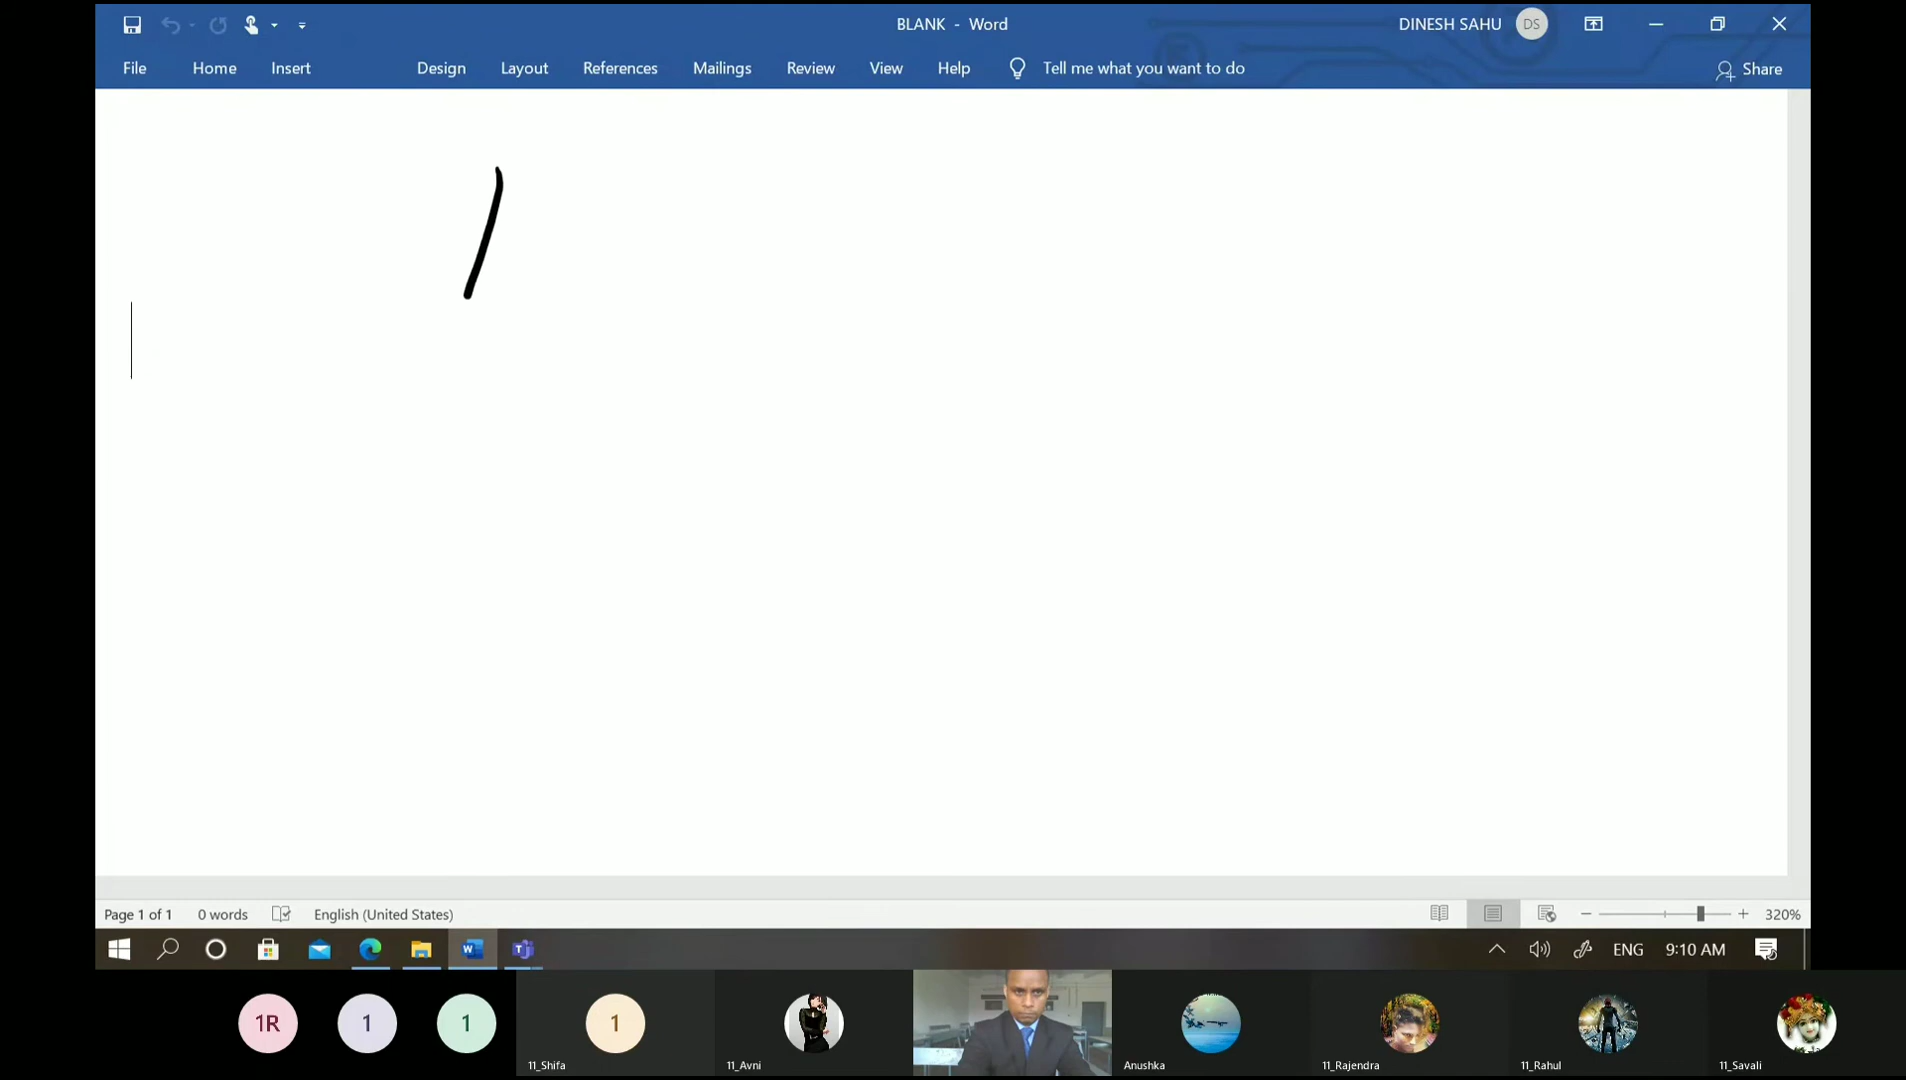 BLANK - Word
DINESH SAHU DS
File Home Insert Design Layout References Mailings Review View Help Tell me what you want to do Share
Page 1 of 1 0 words English (United States) 320%
W T ENG 9:10 AM
1R 1 1 1
11_Shifa 11_Avni Anushka 11_Rajendra 11_Rahul 11_Savali